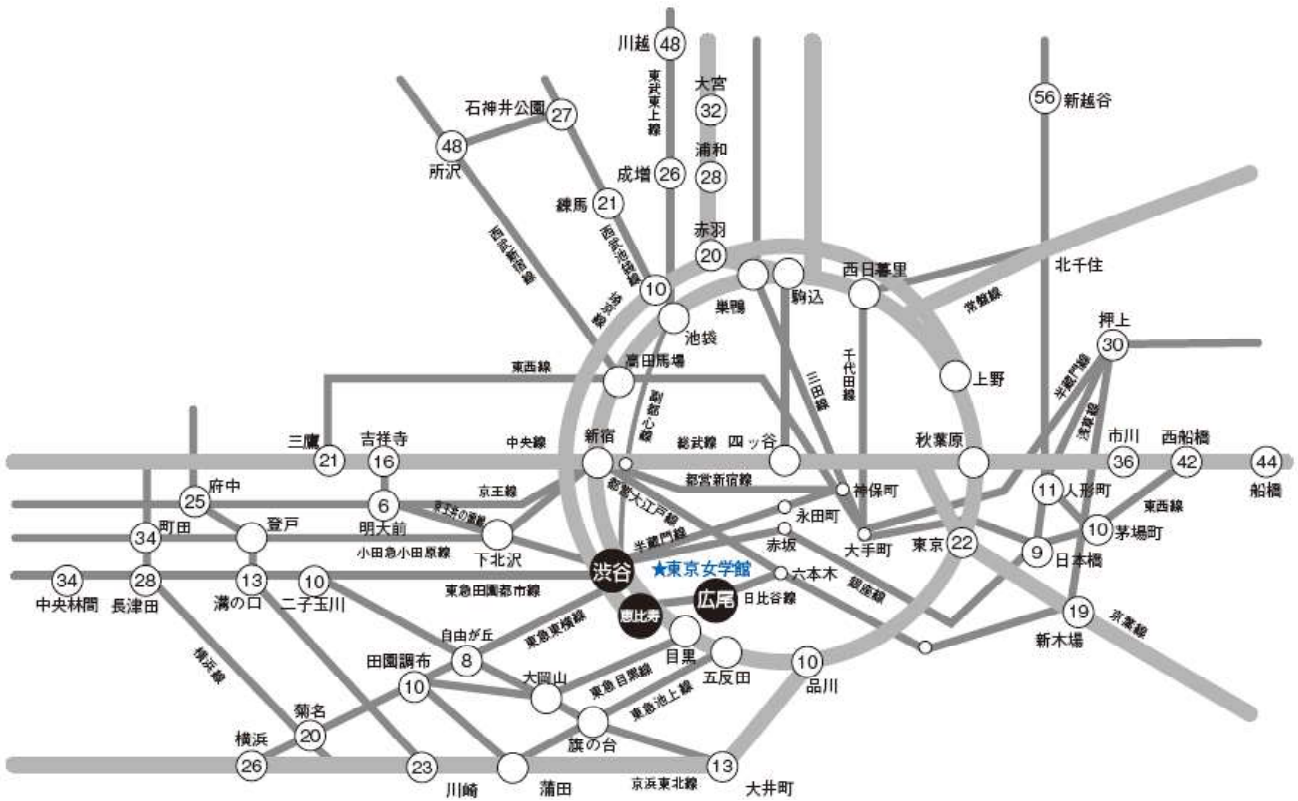 川越
48
東武東上線
大宮
32
56
新越谷
石神井公園
27
48
所沢
成増
26
浦和
28
練馬
21
西武新宿線
西武池袋線
赤羽
20
10
埼京線
池袋
巣鴨
駒込
西日暮里
北千住
常盤線
押上
30
東西線
高田馬場
副都心線
三田線
千代田線
上野
半蔵門線
浅草線
三鷹
21
吉祥寺
16
中央線
新宿
総武線
四ッ谷
秋葉原
市川
36
西船橋
42
44
船橋
都営新宿線
府中
25
京王線
6
明大前
京王井の頭線
都営大江戸線
神保町
11
人形町
東西線
永田町
町田
34
登戸
小田急小田原線
下北沢
半蔵門線
赤坂
大手町
東京
22
9
日本橋
10
茅場町
渋谷
★東京女学館
六本木
銀座線
34
中央林間
28
長津田
13
溝の口
10
二子玉川
東急田園都市線
恵比寿
広尾
日比谷線
19
新木場
京葉線
横浜線
自由が丘
8
東急東横線
目黒
五反田
10
品川
田園調布
10
大岡山
東急目黒線
東急池上線
菊名
20
旗の台
横浜
26
23
川崎
蒲田
京浜東北線
13
大井町